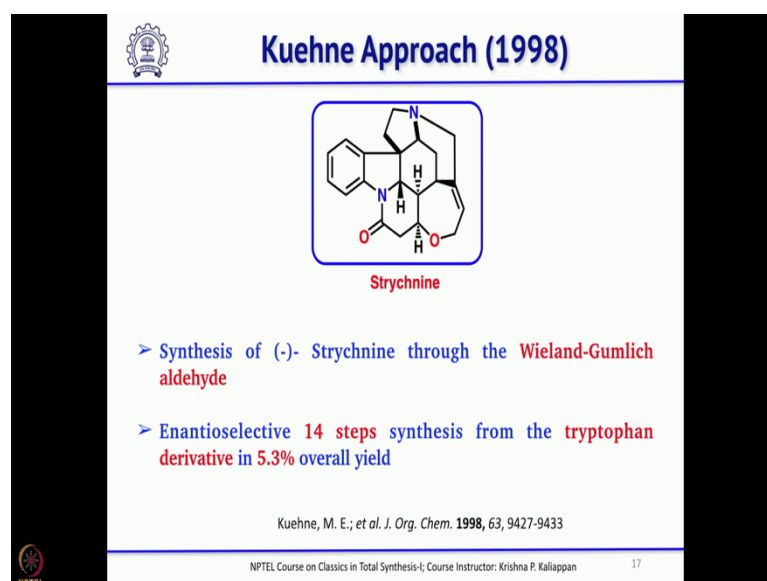 Kuehne Approach (1998)
N
H
N
H
O
O
H
Strychnine
➢ Synthesis of (-)- Strychnine through the Wieland-Gumlich
aldehyde
➢ Enantioselective 14 steps synthesis from the tryptophan
derivative in 5.3% overall yield
Kuehne, M. E.; et al. J. Org. Chem. 1998, 63, 9427-9433
NPTEL Course on Classics in Total Synthesis-I; Course Instructor: Krishna P. Kaliappan
17
NPTEL